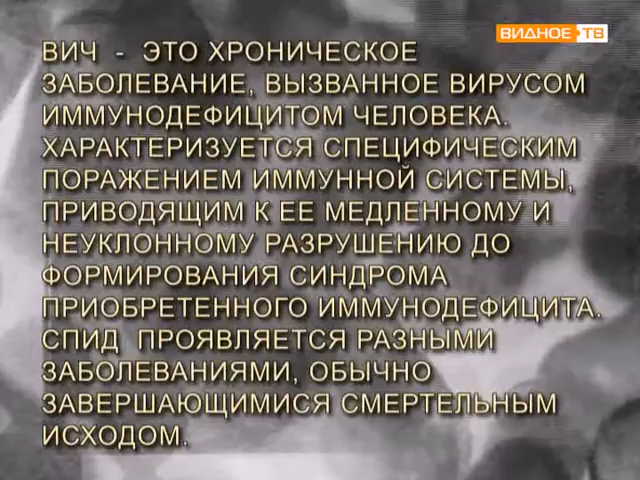 ВИДНОЕ ТВ
ВИЧ - ЭТО ХРОНИЧЕСКОЕ
ЗАБОЛЕВАНИЕ, ВЫЗВАННОЕ ВИРУСОМ
ИММУНОДЕФИЦИТОМ ЧЕЛОВЕКА.
ХАРАКТЕРИЗУЕТСЯ СПЕЦИФИЧЕСКИМ
ПОРАЖЕНИЕМ ИММУННОЙ СИСТЕМЫ,
ПРИВОДЯЩИМ К ЕЕ МЕДЛЕННОМУ И
НЕУКЛОННОМУ РАЗРУШЕНИЮ ДО
ФОРМИРОВАНИЯ СИНДРОМА
ПРИОБРЕТЕННОГО ИММУНОДЕФИЦИТА.
СПИД ПРОЯВЛЯЕТСЯ РАЗНЫМИ
ЗАБОЛЕВАНИЯМИ, ОБЫЧНО
ЗАВЕРШАЮЩИМИСЯ СМЕРТЕЛЬНЫМ
ИСХОДОМ.